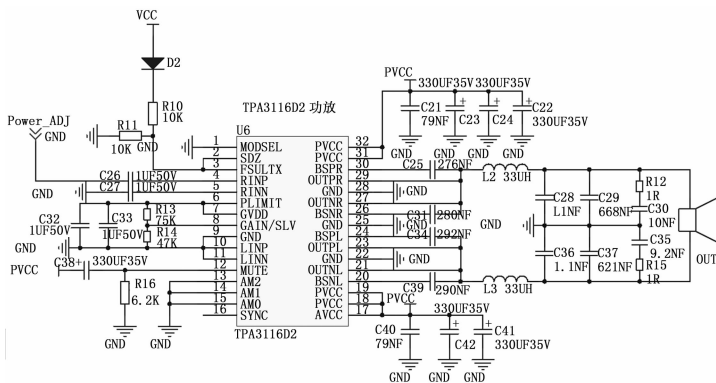 VCC
D2
R10
10K
TPA3116D2 功放
Power_ADJ
GND
R11
10K
GND
U6
C26
1UF50V
GND
C27
1UF50V
C32
1UF50V
C33
1UF50V
R13
75K
R14
47K
GND
PVCC
C38+
330UF35V
R16
6.2K
GND
GND
1 MODSEL
2 SDZ
3 FSULTX
4 RINP
5 RINN
6 PLIMIT
7 GVDD
8 GAIN/SLV
9 GND
10 LINP
11 LINN
12 MUTE
13 AM2
14 AM1
15 AM0
16 SYNC
PVCC 32
PVCC 31
BSPR 30
OUTPR 29
GND 28
OUTNR 27
BSNR 26
GND 25
BSPL 24
OUTPL 23
GND 22
OUTNL 21
BSNL 20
PVCC 19
PVCC 18
AVCC 17
TPA3116D2
PVCC
330UF35V 330UF35V
C21
79NF
+
C23
+
C24
+
C22
330UF35V
GND GND GND GND
C25 276NF
GND
C31 280NF
GND
C34 292NF
GND
C39 290NF
L2 33UH
L3 33UH
GND
C28
L1NF
C29
668NF
R12
1R
C30
10NF
C36
1.1NF
C37
621NF
C35
9.2NF
R15
1R
OUT
PVCC
330UF35V
C40
79NF
+
C42
+
C41
330UF35V
GND GND GND